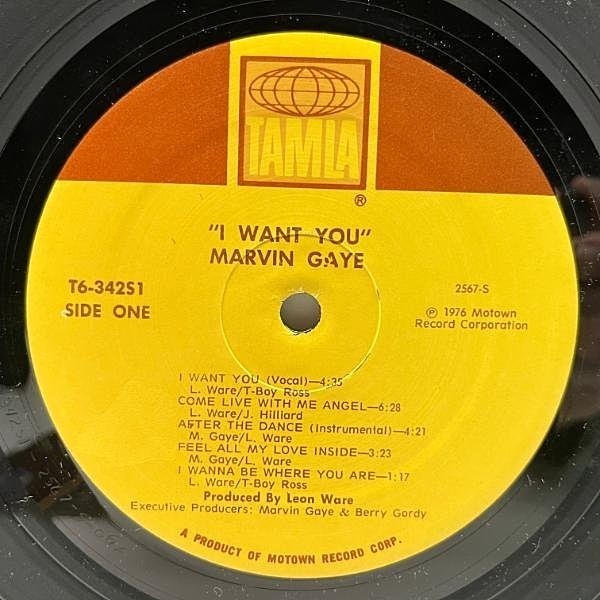 TAMLA
®
"I WANT YOU"
MARVIN GAYE
T6-342S1
SIDE ONE
2567-S
℗ 1976 Motown
Record Corporation
I WANT YOU (Vocal)—4:35
L. Ware/T-Boy Ross
COME LIVE WITH ME ANGEL—6:28
L. Ware/J. Hilliard
AFTER THE DANCE (Instrumental)—4:21
M. Gaye/L. Ware
FEEL ALL MY LOVE INSIDE—3:23
M. Gaye/L. Ware
I WANNA BE WHERE YOU ARE—1:17
L. Ware/T-Boy Ross
Produced By Leon Ware
Executive Producers: Marvin Gaye & Berry Gordy
A PRODUCT OF MOTOWN RECORD CORP.